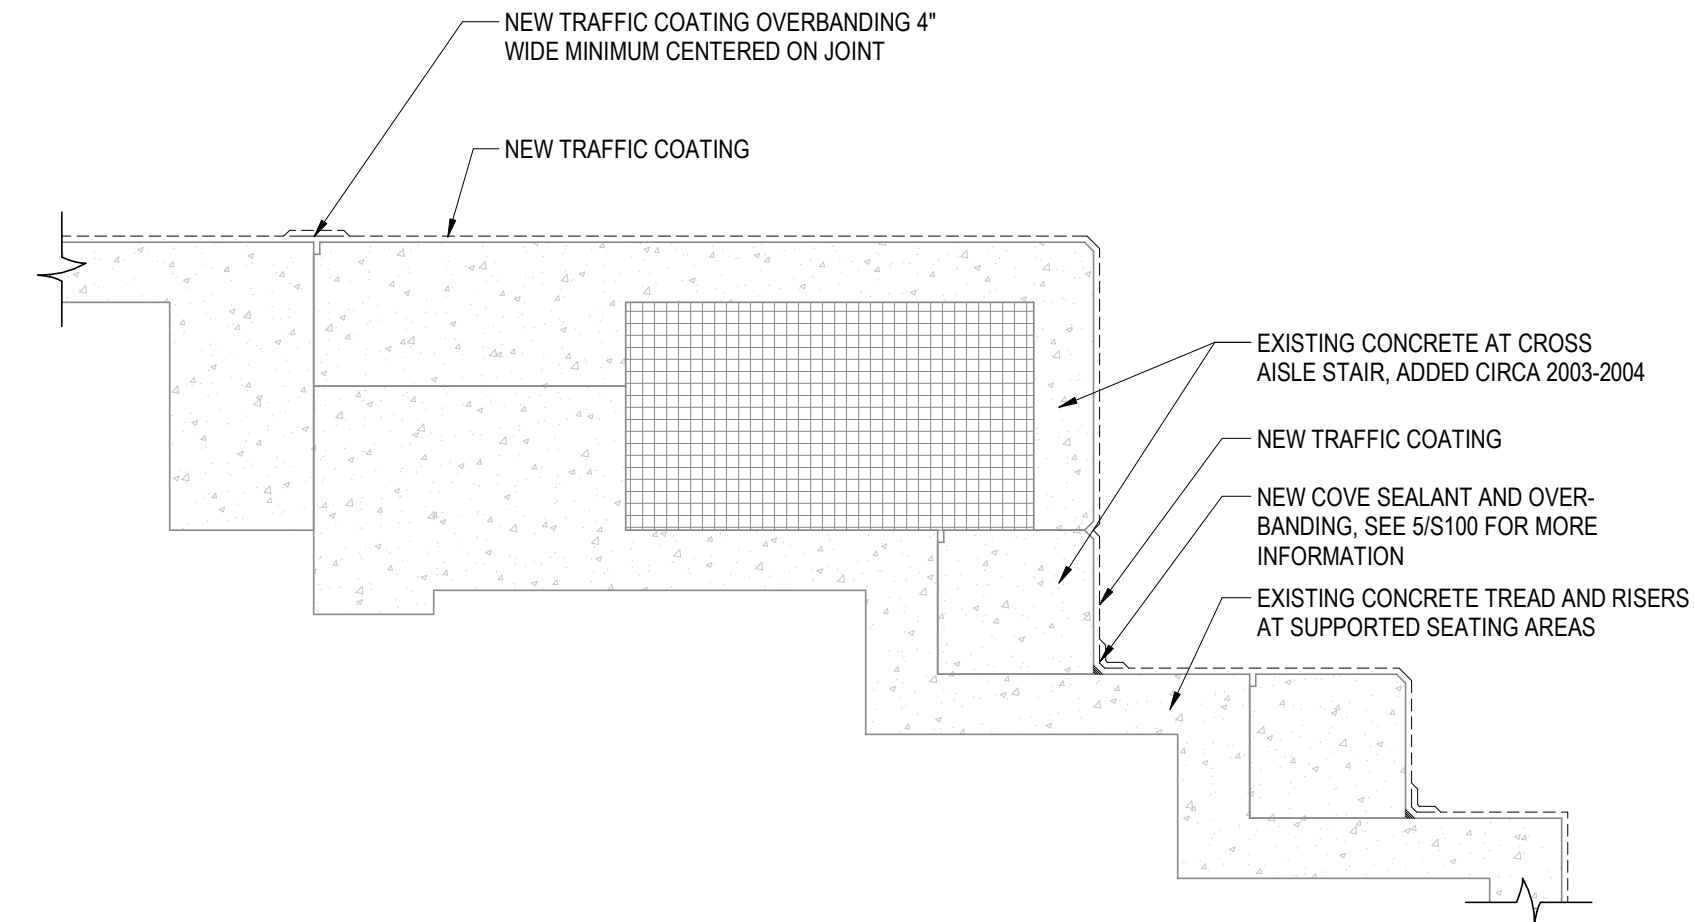 NEW TRAFFIC COATING OVERBANDING 4"
WIDE MINIMUM CENTERED ON JOINT
NEW TRAFFIC COATING
EXISTING CONCRETE AT CROSS
AISLE STAIR, ADDED CIRCA 2003-2004
NEW TRAFFIC COATING
NEW COVE SEALANT AND OVER-
BANDING, SEE 5/S100 FOR MORE
INFORMATION
EXISTING CONCRETE TREAD AND RISERS
AT SUPPORTED SEATING AREAS